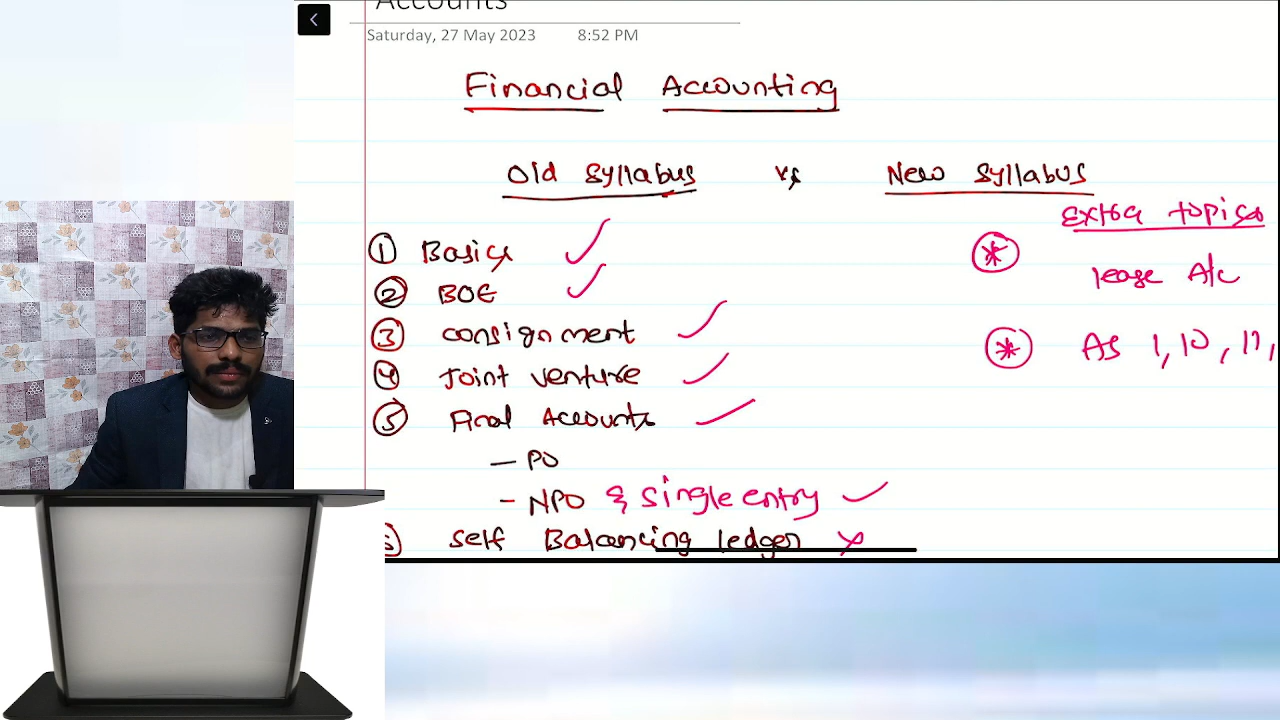 Accounts
Saturday, 27 May 2023 8:52 PM
Financial Accounting
Old Syllabus vs New Syllabus
Extra topics
1 Basics
* lease A/c
2 BOE
3 Consignment
* AS 1, 10, 11,
4 Joint venture
5 Final Accounts
— PO
- NPO & Single entry
6 Self Balancing ledger